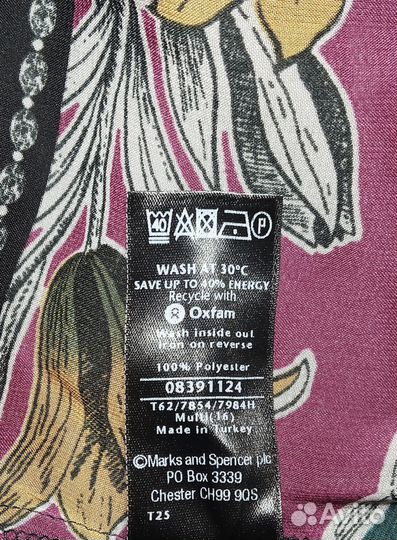 40 P
WASH AT 30°C
SAVE UP TO 40% ENERGY
Recycle with
Oxfam
Wash inside out
iron on reverse
100% Polyester
08391124
T62/7854/7984H
Multi(16)
Made in Turkey
©Marks and Spencer plc
PO Box 3339
Chester CH99 9QS
T25
Avito